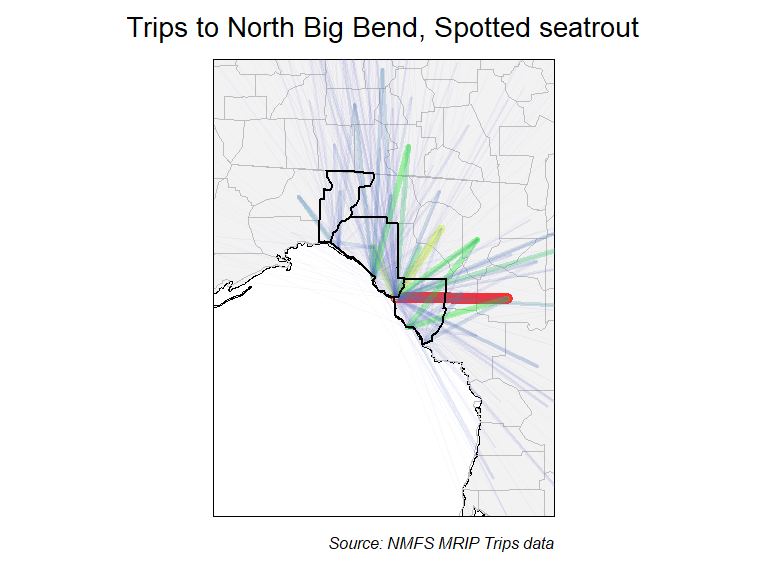 Trips to North Big Bend, Spotted seatrout
Source: NMFS MRIP Trips data